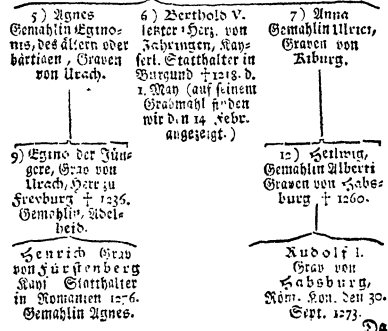 5) Agnes
Gemahlin Egino-
nis, des ältern oder
bärtigen, Graven
von Urach.
6) Berthold V.
letzter Herz. von
Zähringen, Kay-
serl. Statthalter in
Burgund † 1218. d.
1. May (auf seinem
Grabmahl finden
wir den 14 Febr.
angezeigt.)
7) Anna
Gemahlin Ulrici,
Graven von
Kiburg.
9) Egino der Jün-
gere, Grav von
Urach, Herr zu
Freyburg † 1236.
Gemahlin, Adel-
heid.
12) Heilwig,
Gemahlin Alberti
Graven von Habs-
burg † 1260.
Henrich Grav
von Fürstenberg
Kays Statthalter
in Romanien 1276.
Gemahlin Agnes.
Rudolf I.
Grav von
Habsburg,
Röm. Kön. den 30.
Sept. 1273.